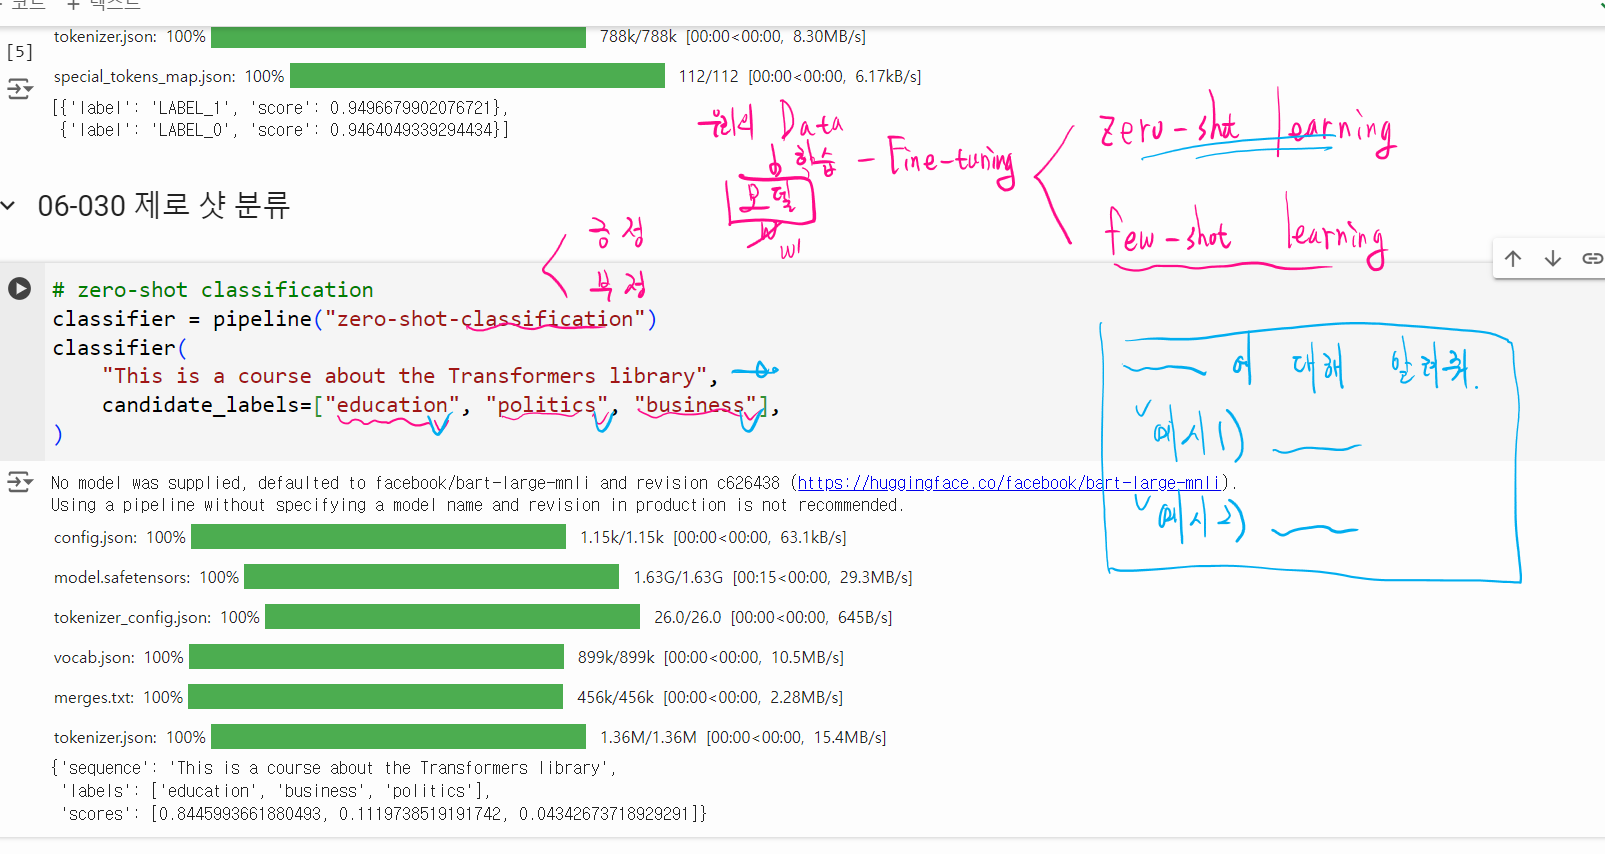 + 텍스트
tokenizer.json: 100% 788k/788k [00:00<00:00, 8.30MB/s]
[5]
special_tokens_map.json: 100% 112/112 [00:00<00:00, 6.17kB/s]
[{'label': 'LABEL_1', 'score': 0.9496679902076721},
{'label': 'LABEL_0', 'score': 0.9464049339294434}]
우리의 Data
학습 - Fine-tuning
모델
W
W'
zero-shot learning
few-shot learning
06-030 제로 샷 분류
긍정
부정
# zero-shot classification
classifier = pipeline("zero-shot-classification")
classifier(
"This is a course about the Transformers library",
candidate_labels=["education", "politics", "business"],
)
에 대해 알려줘.
예시1)
예시2)
No model was supplied, defaulted to facebook/bart-large-mnli and revision c626438 (https://huggingface.co/facebook/bart-large-mnli).
Using a pipeline without specifying a model name and revision in production is not recommended.
config.json: 100% 1.15k/1.15k [00:00<00:00, 63.1kB/s]
model.safetensors: 100% 1.63G/1.63G [00:15<00:00, 29.3MB/s]
tokenizer_config.json: 100% 26.0/26.0 [00:00<00:00, 645B/s]
vocab.json: 100% 899k/899k [00:00<00:00, 10.5MB/s]
merges.txt: 100% 456k/456k [00:00<00:00, 2.28MB/s]
tokenizer.json: 100% 1.36M/1.36M [00:00<00:00, 15.4MB/s]
{'sequence': 'This is a course about the Transformers library',
'labels': ['education', 'business', 'politics'],
'scores': [0.8445993661880493, 0.1119738519191742, 0.04342673718929291]}